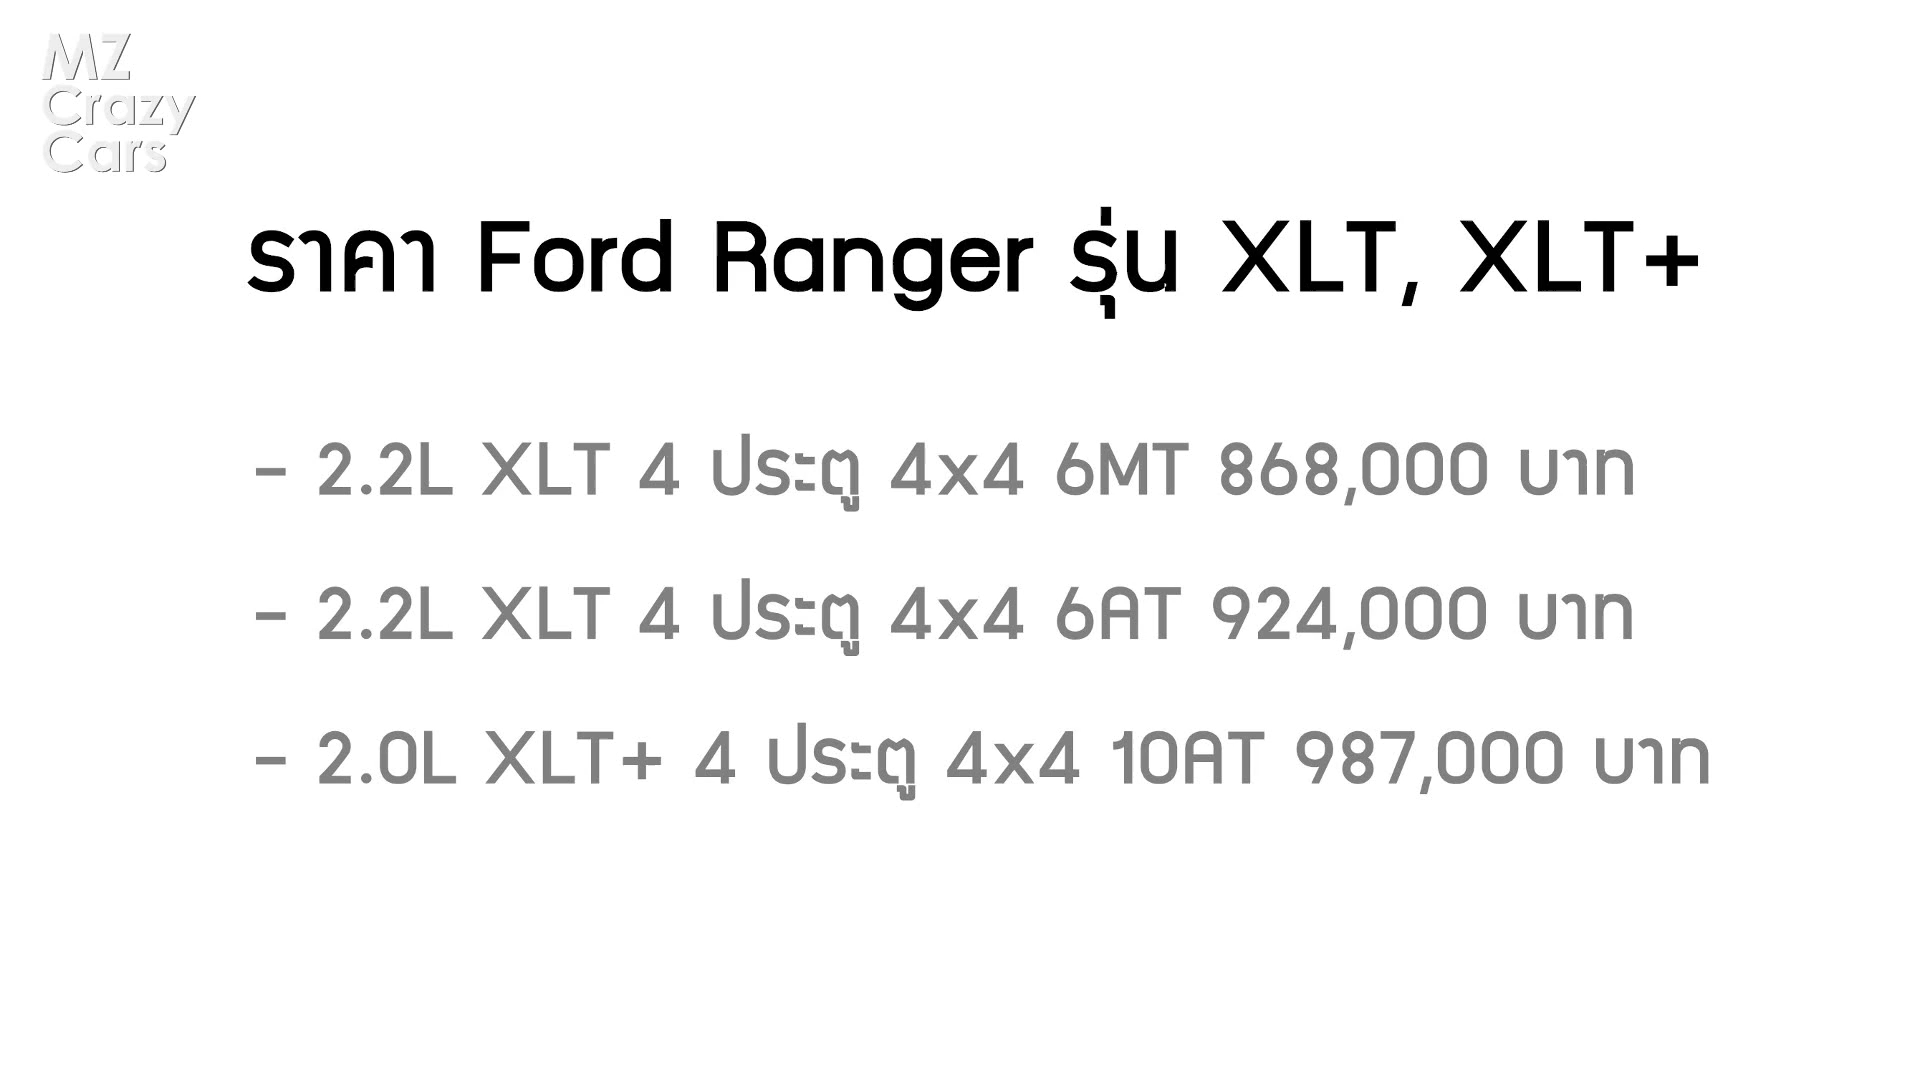 MZ
Crazy
Cars
ราคา Ford Ranger รุ่น XLT, XLT+
- 2.2L XLT 4 ประตู 4x4 6MT 868,000 บาท
- 2.2L XLT 4 ประตู 4x4 6AT 924,000 บาท
- 2.0L XLT+ 4 ประตู 4x4 10AT 987,000 บาท